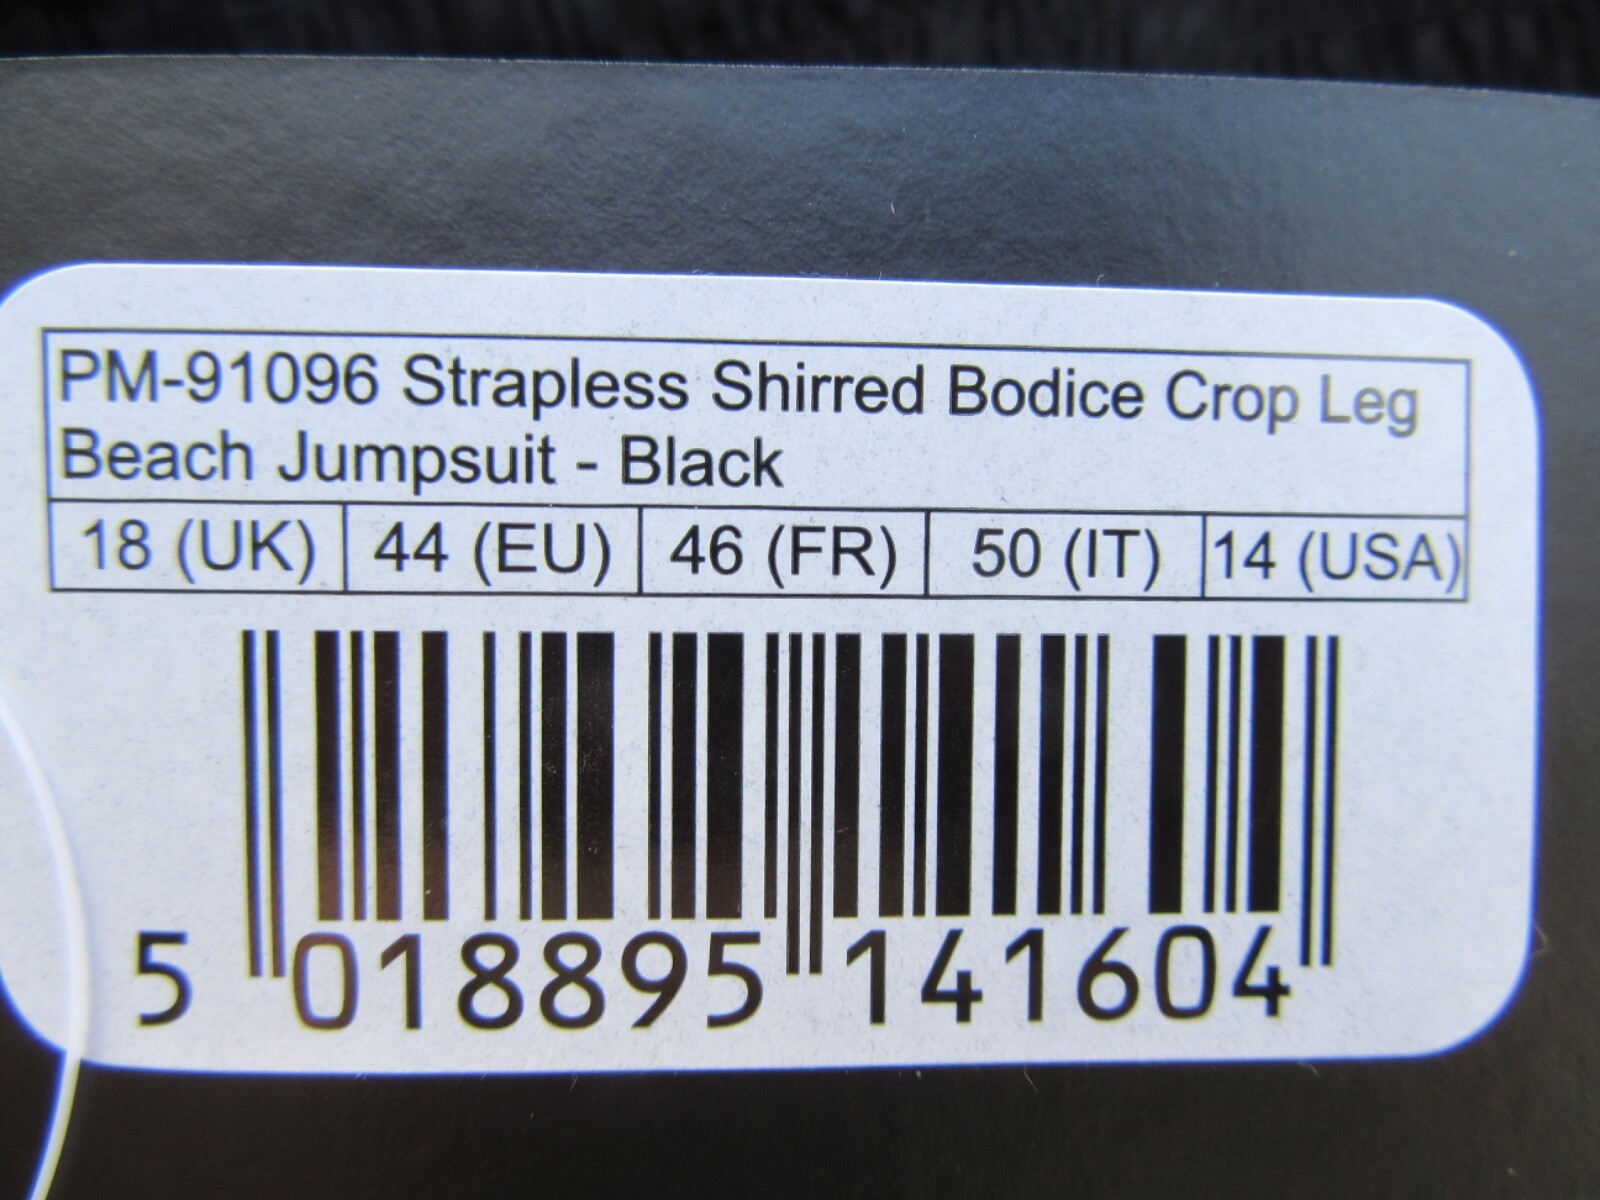 PM-91096 Strapless Shirred Bodice Crop Leg
Beach Jumpsuit - Black
18 (UK) 44 (EU) 46 (FR) 50 (IT) 14 (USA)
5 018895 141604